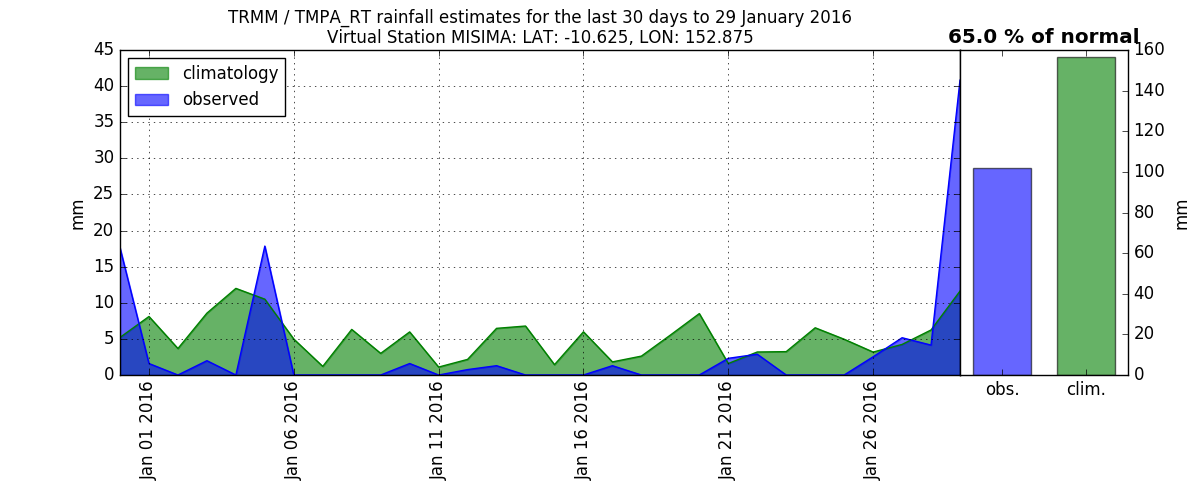 TRMM / TMPA_RT rainfall estimates for the last 30 days to 29 January 2016
Virtual Station MISIMA: LAT: -10.625, LON: 152.875
65.0 % of normal
climatology
observed
45
40
35
30
25
20
15
10
5
0
mm
Jan 01 2016
Jan 06 2016
Jan 11 2016
Jan 16 2016
Jan 21 2016
Jan 26 2016
obs.
clim.
160
140
120
100
80
60
40
20
0
mm